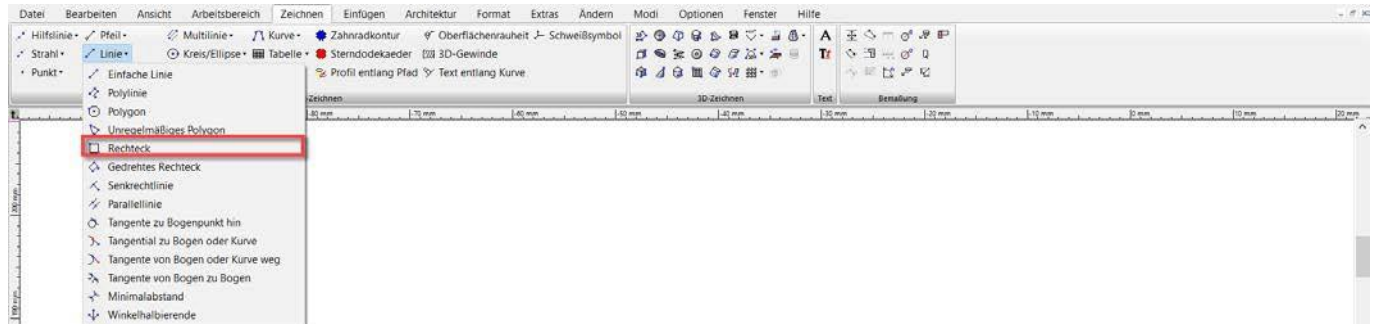 Datei Bearbeiten Ansicht Arbeitsbereich Zeichnen Einfügen Architektur Format Extras Ändern Modi Optionen Fenster Hilfe
Hilfslinie Pfeil Multilinie Kurve Zahnradkontur Oberflächenrauheit Schweißsymbol
Strahl Linie Kreis/Ellipse Tabelle Sterndodekaeder 3D-Gewinde
Punkt Einfache Linie Profil entlang Pfad Text entlang Kurve
Polylinie
Zeichnen 3D-Zeichnen Text Bemaßung
Polygon
-80 mm -70 mm -60 mm -50 mm -40 mm -30 mm -20 mm -10 mm 0 mm 10 mm 20 mm
Unregelmäßiges Polygon
Rechteck
Gedrehtes Rechteck
Senkrechtlinie
200 mm
Parallellinie
Tangente zu Bogenpunkt hin
Tangential zu Bogen oder Kurve
Tangente von Bogen oder Kurve weg
Tangente von Bogen zu Bogen
Minimalabstand
190 mm
Winkelhalbierende